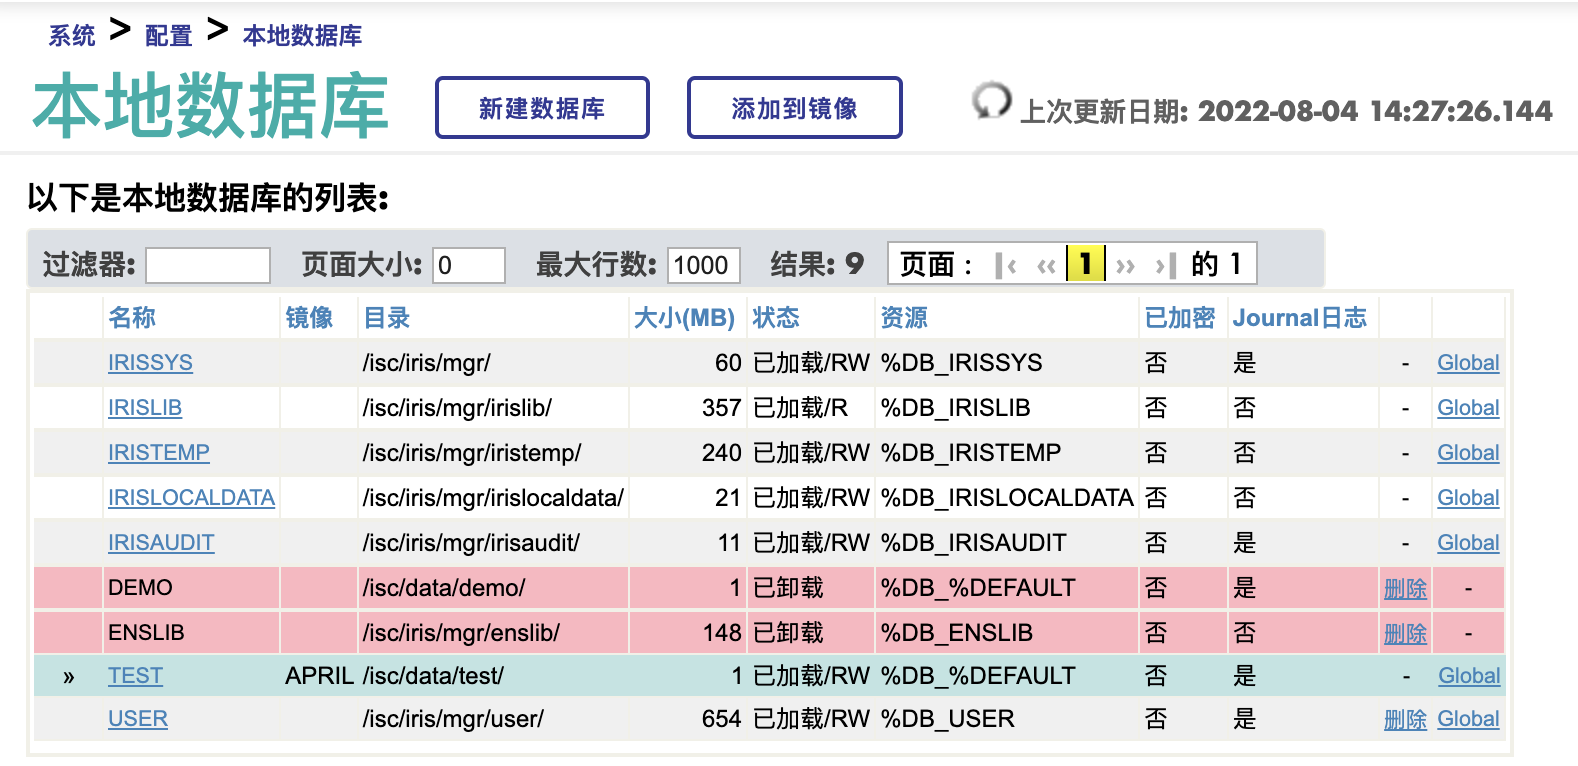 系统 > 配置 > 本地数据库
本地数据库 新建数据库 添加到镜像 上次更新日期: 2022-08-04 14:27:26.144
以下是本地数据库的列表:
过滤器: 页面大小: 0 最大行数: 1000 结果: 9 页面 : |‹ ‹‹ 1 ›› ›| 的 1
名称 镜像 目录 大小(MB) 状态 资源 已加密 Journal日志
IRISSYS /isc/iris/mgr/ 60 已加载/RW %DB_IRISSYS 否 是 - Global
IRISLIB /isc/iris/mgr/irislib/ 357 已加载/R %DB_IRISLIB 否 否 - Global
IRISTEMP /isc/iris/mgr/iristemp/ 240 已加载/RW %DB_IRISTEMP 否 否 - Global
IRISLOCALDATA /isc/iris/mgr/irislocaldata/ 21 已加载/RW %DB_IRISLOCALDATA 否 否 - Global
IRISAUDIT /isc/iris/mgr/irisaudit/ 11 已加载/RW %DB_IRISAUDIT 否 是 - Global
DEMO /isc/data/demo/ 1 已卸载 %DB_%DEFAULT 否 是 删除 -
ENSLIB /isc/iris/mgr/enslib/ 148 已卸载 %DB_ENSLIB 否 否 删除 -
» TEST APRIL /isc/data/test/ 1 已加载/RW %DB_%DEFAULT 否 是 - Global
USER /isc/iris/mgr/user/ 654 已加载/RW %DB_USER 否 是 删除 Global